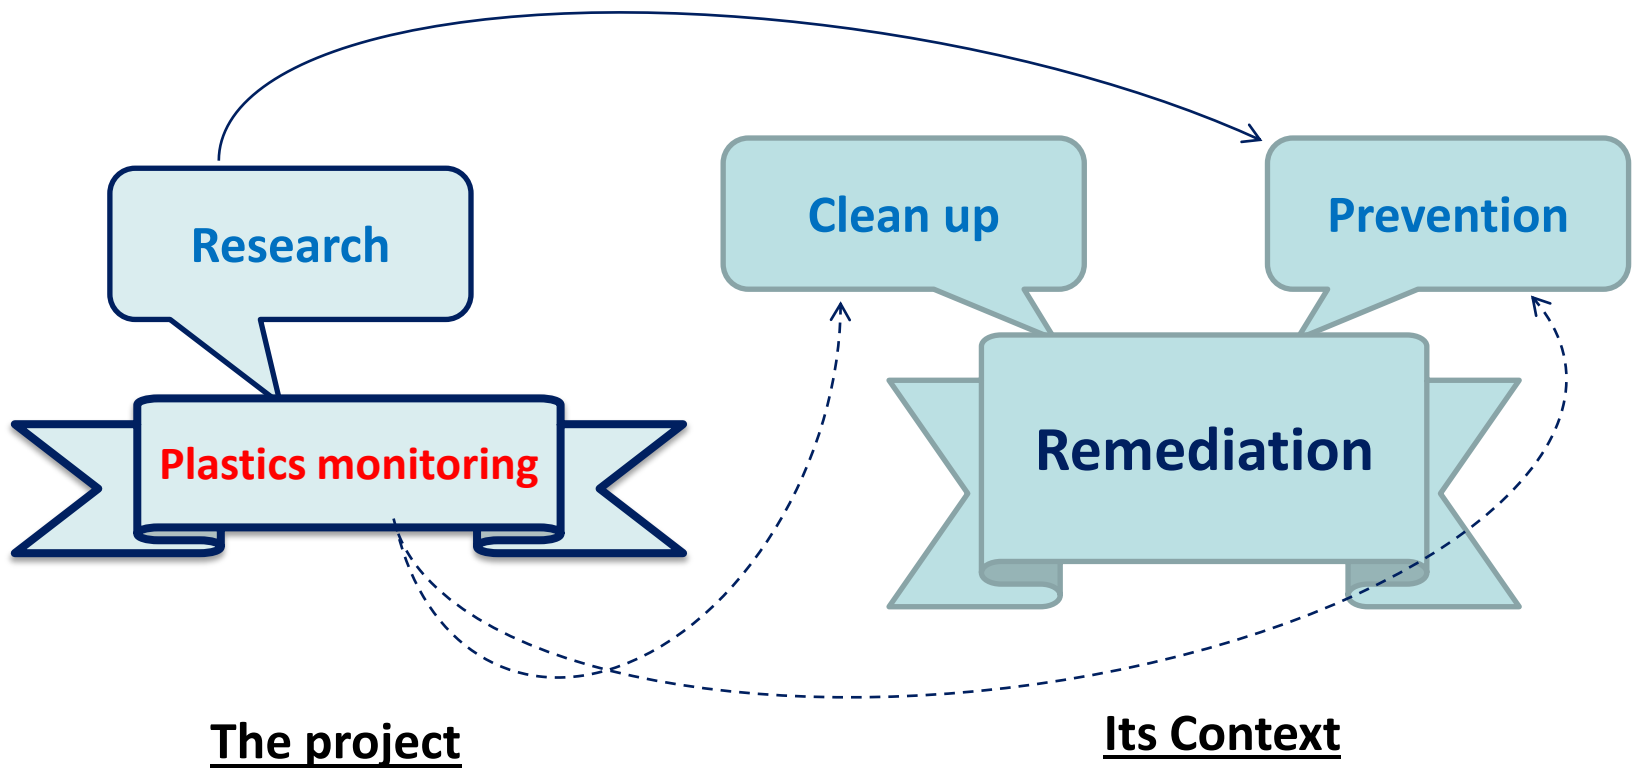 Research
Plastics monitoring
The project
Clean up
Prevention
Remediation
Its Context